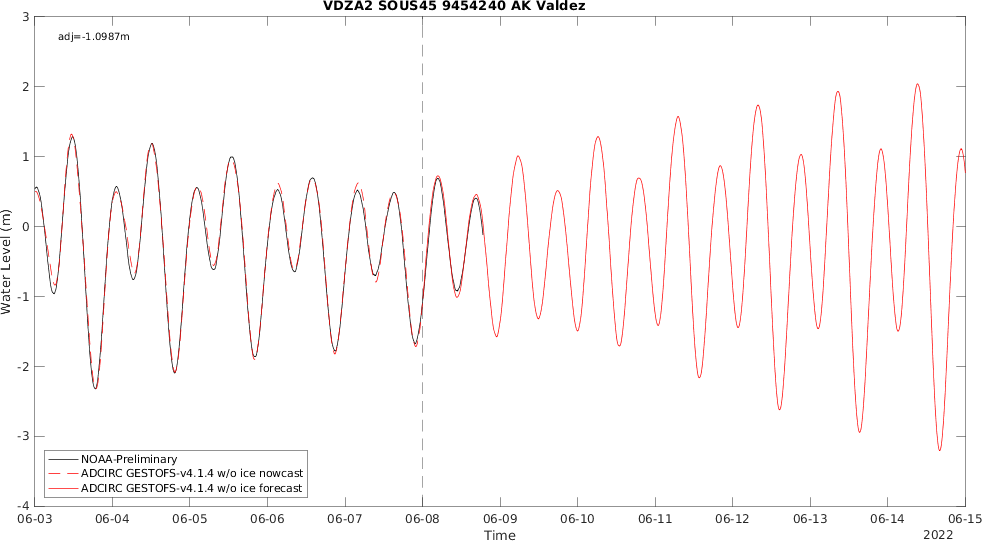 VDZA2 SOUS45 9454240 AK Valdez
adj=-1.0987m
3
2
1
0
-1
-2
-3
-4
Water Level (m)
NOAA-Preliminary
ADCIRC GESTOFS-v4.1.4 w/o ice nowcast
ADCIRC GESTOFS-v4.1.4 w/o ice forecast
06-03 06-04 06-05 06-06 06-07 06-08 06-09 06-10 06-11 06-12 06-13 06-14 06-15
Time
2022